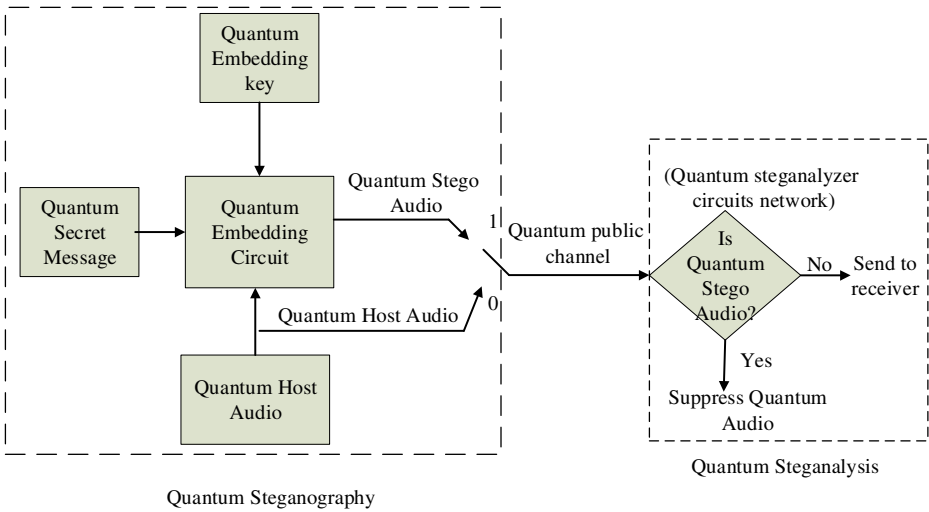 Quantum
Embedding
key
Quantum
Secret
Message
Quantum
Embedding
Circuit
Quantum Stego
Audio
1
0
Quantum Host Audio
Quantum Host
Audio
Quantum public
channel
(Quantum steganalyzer
circuits network)
Is
Quantum
Stego
Audio?
No
Send to
receiver
Yes
Suppress Quantum
Audio
Quantum Steganalysis
Quantum Steganography